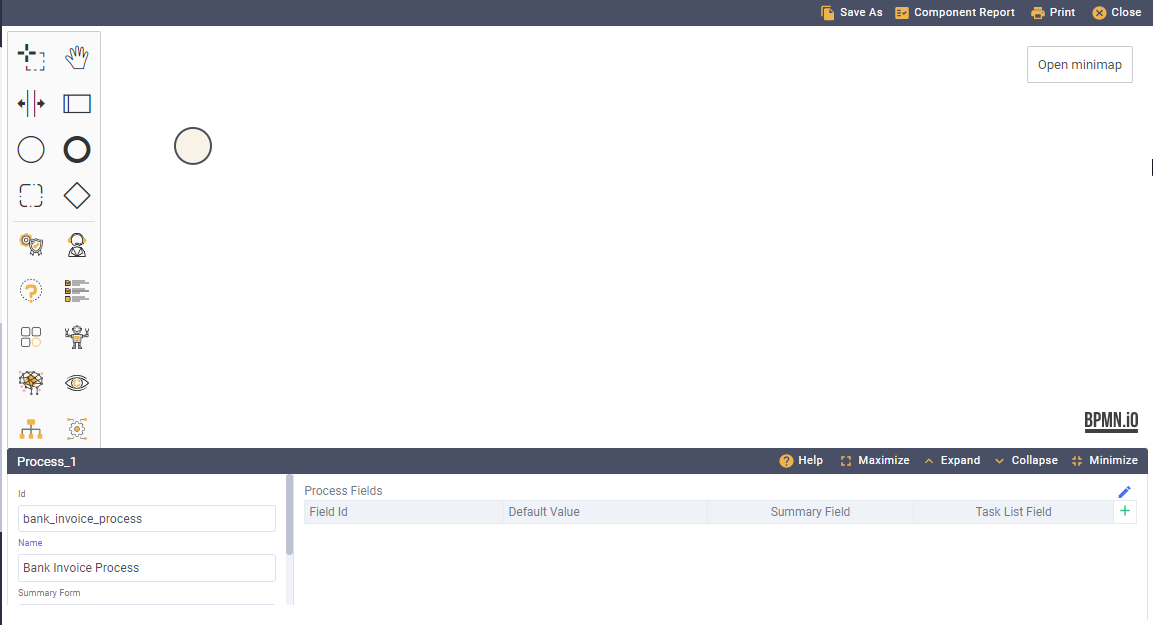 Save As Component Report Print Close
Open minimap
BPMN.iO
Process_1 Help Maximize Expand Collapse Minimize
Id
bank_invoice_process
Name
Bank Invoice Process
Summary Form
Process Fields
Field Id Default Value Summary Field Task List Field